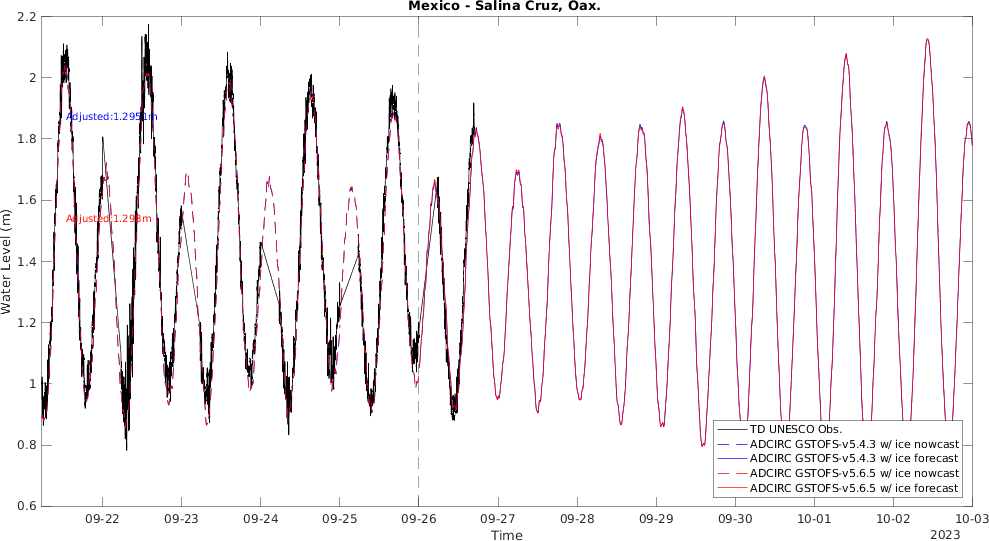 Mexico - Salina Cruz, Oax.
2.2
2
1.8
1.6
1.4
1.2
1
0.8
0.6
Water Level (m)
Adjusted:1.2951m
Adjusted:1.293m
TD UNESCO Obs.
ADCIRC GSTOFS-v5.4.3 w/ ice nowcast
ADCIRC GSTOFS-v5.4.3 w/ ice forecast
ADCIRC GSTOFS-v5.6.5 w/ ice nowcast
ADCIRC GSTOFS-v5.6.5 w/ ice forecast
09-22 09-23 09-24 09-25 09-26 09-27 09-28 09-29 09-30 10-01 10-02 10-03
Time
2023